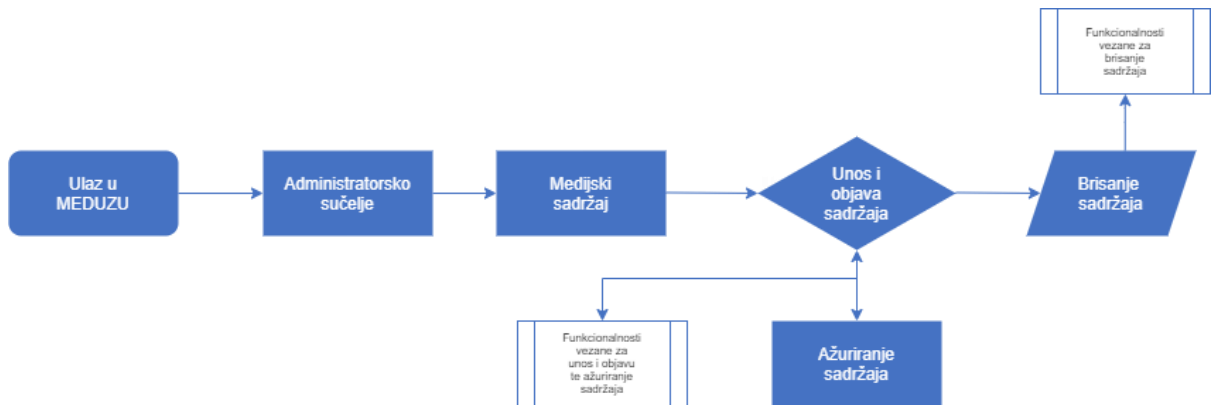 Funkcionalnosti
vezane za
brisanje
sadržaja
Ulaz u
MEDUZU
Administratorsko
sučelje
Medijski
sadržaj
Unos i
objava
sadržaja
Brisanje
sadržaja
Funkcionalnosti
vezane za
unos i objavu
te ažuriranje
sadržaja
Ažuriranje
sadržaja